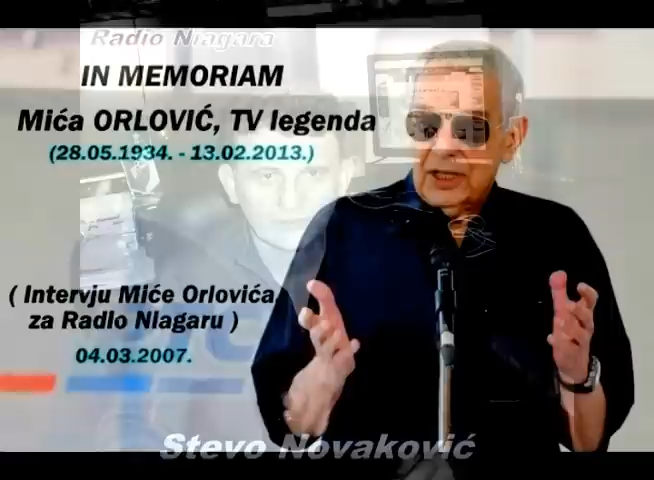 Radio Niagara
IN MEMORIAM
Mića ORLOVIĆ, TV legenda
(28.05.1934. - 13.02.2013.)
( Intervju Miće Orlovića
za Radio Niagaru )
04.03.2007.
Stevo Novaković